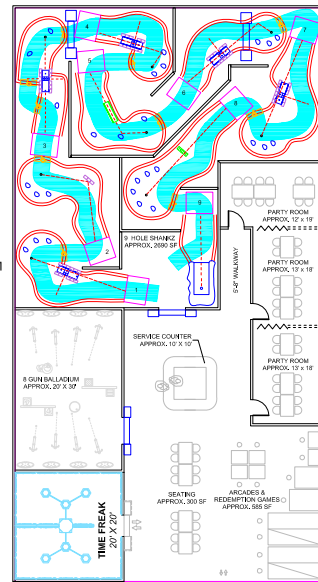 4
7
5
6
8
3
PARTY ROOM
APPROX. 12' x 19'
9
9 HOLE SHANKZ
APPROX. 2690 SF
2
5'-8" WALKWAY
1
PARTY ROOM
APPROX. 13' x 18'
SERVICE COUNTER
APPROX. 10' X 10'
PARTY ROOM
APPROX. 13' x 18'
8 GUN BALLADIUM
APPROX. 20' X 30'
SEATING
APPROX. 300 SF
ARCADES &
REDEMPTION GAMES
APPROX. 585 SF
TIME FREAK
20' X 20'